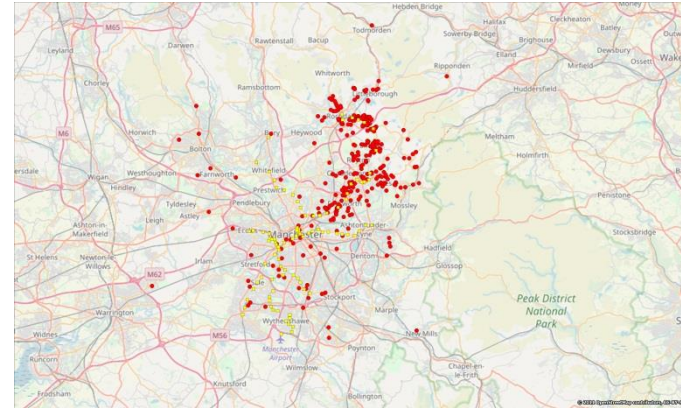 Hebden Bridge
Morley
M65
Todmorden
Halifax
Cleckheaton
Batley
Leyland
Darwen
Rawtenstall
Bacup
Sowerby Bridge
Brighouse
Elland
Dewsbury
Mirfield
Ossett
Chorley
Whitworth
Ripponden
Ramsbottom
Littleborough
Huddersfield
M6
Horwich
Bury
Heywood
Meltham
Bolton
Holmfirth
Westhoughton
Farnworth
Whitefield
Wigan
Hindley
Prestwich
Tyldesley
Pendlebury
Mossley
Penistone
Astley
Leigh
Ashton-in-
Makerfield
Manchester
Stocksbridge
Hadfield
St Helens
Newton-le-
Willows
Irlam
Stretford
Denton
Glossop
M62
Sale
Stockport
Marple
Peak District
National
Park
Warrington
Wythenshawe
Widnes
M56
New Mills
Manchester
Airport
Poynton
Runcorn
Wilmslow
Chapel-en-
le-Frith
Knutsford
Frodsham
Bollington